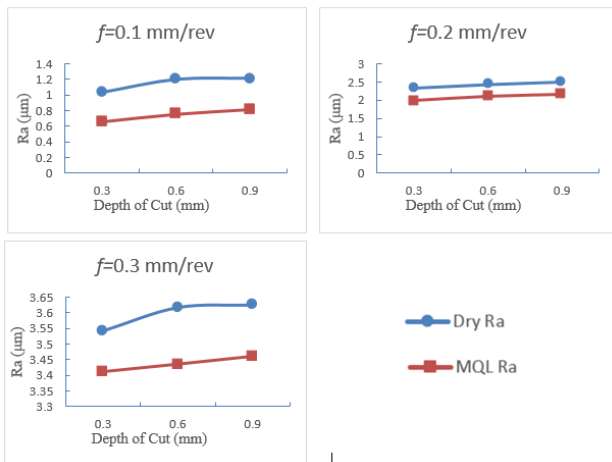 f=0.1 mm/rev
Ra (μm)
1.4
1.2
1
0.8
0.6
0.4
0.2
0
0.3 0.6 0.9
Depth of Cut (mm)
f=0.2 mm/rev
Ra (μm)
3
2.5
2
1.5
1
0.5
0
0.3 0.6 0.9
Depth of Cut (mm)
f=0.3 mm/rev
Ra (μm)
3.65
3.6
3.55
3.5
3.45
3.4
3.35
3.3
0.3 0.6 0.9
Depth of Cut (mm)
Dry Ra
MQL Ra